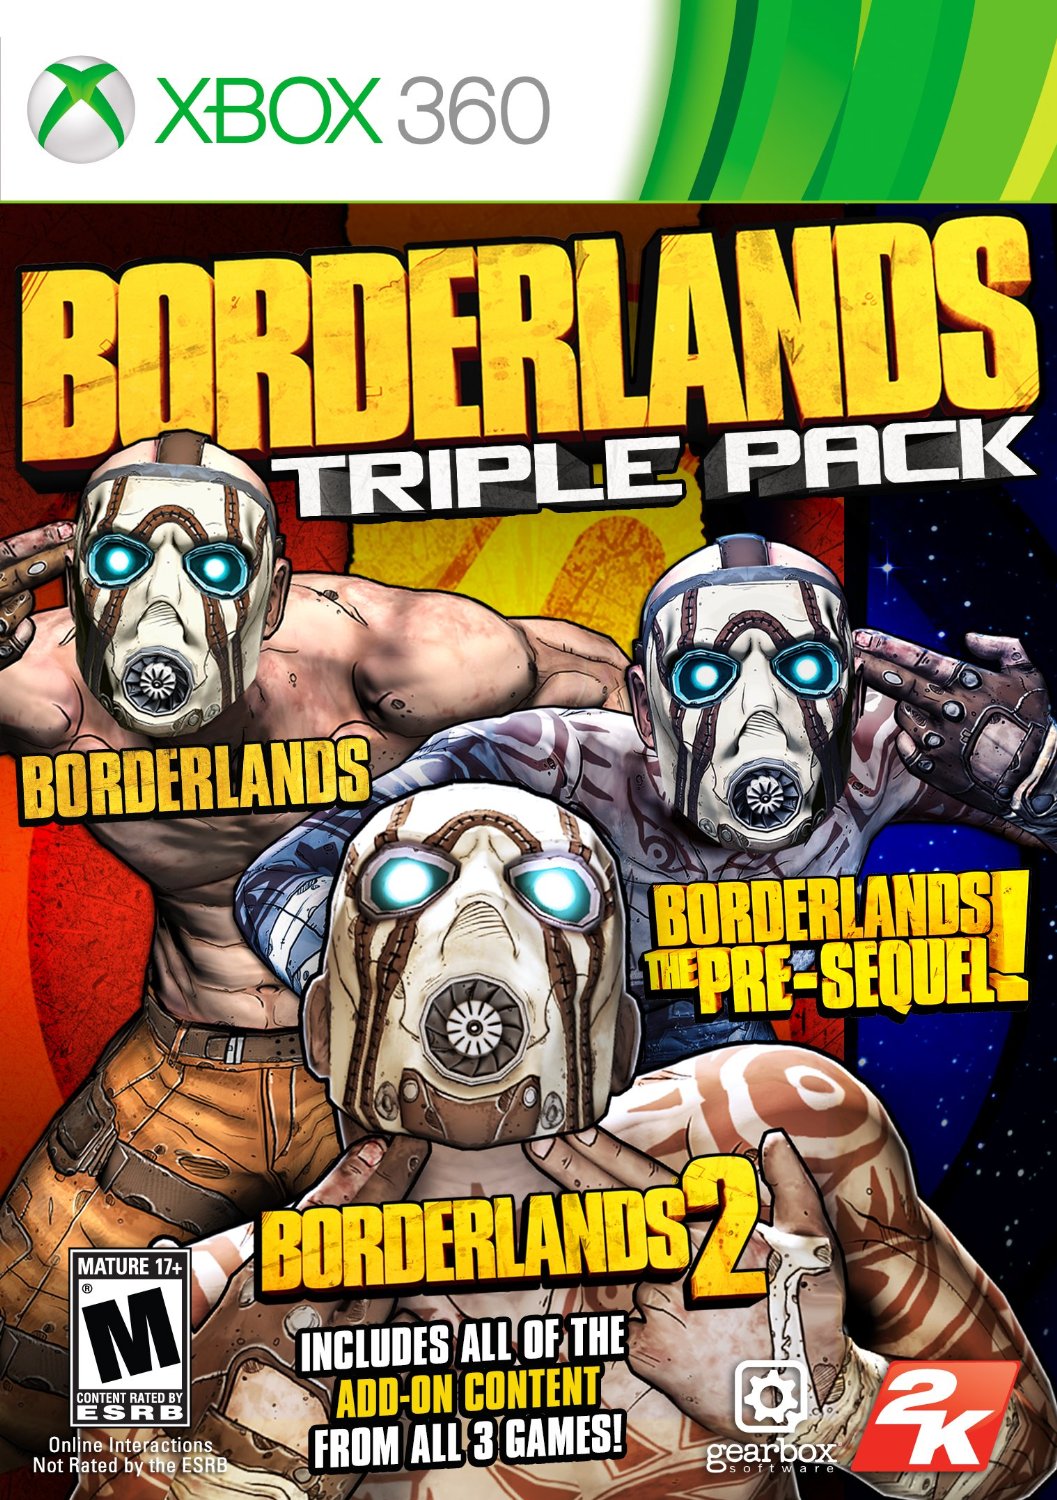 XBOX 360
BORDERLANDS
TRIPLE PACK
BORDERLANDS
BORDERLANDS
THE PRE-SEQUEL!
BORDERLANDS 2
INCLUDES ALL OF THE
ADD-ON CONTENT
FROM ALL 3 GAMES!
MATURE 17+
®
M
CONTENT RATED BY
ESRB
Online Interactions
Not Rated by the ESRB
gearbox
software
2K